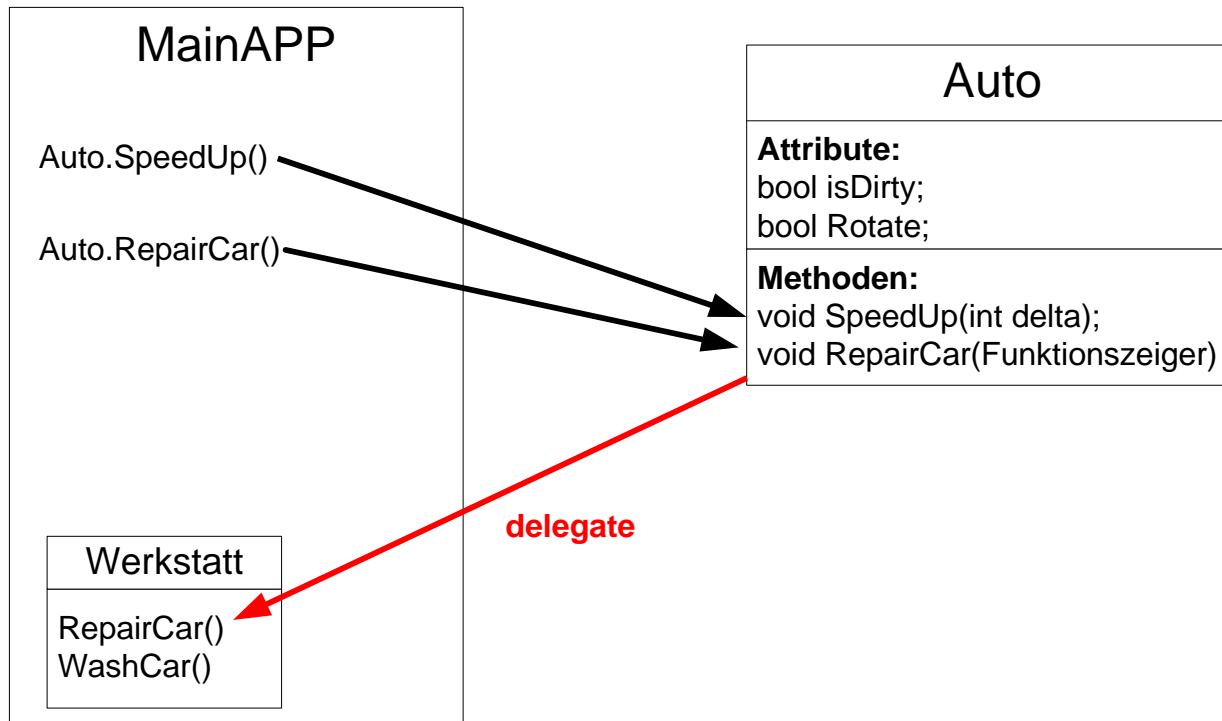 MainAPP
Auto.SpeedUp()
Auto.RepairCar()
Auto
Attribute:
bool isDirty;
bool Rotate;
Methoden:
void SpeedUp(int delta);
void RepairCar(Funktionszeiger)
delegate
Werkstatt
RepairCar()
WashCar()